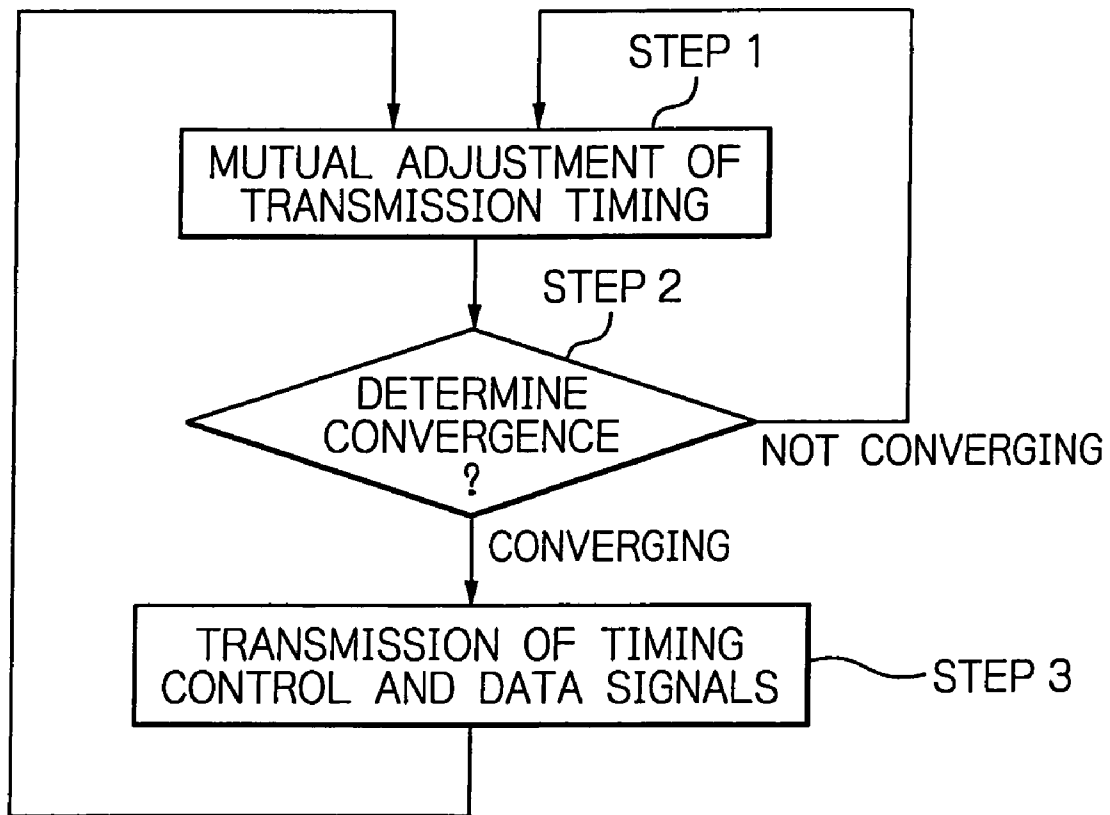 STEP 1
MUTUAL ADJUSTMENT OF
TRANSMISSION TIMING
STEP 2
DETERMINE
CONVERGENCE
?
NOT CONVERGING
CONVERGING
TRANSMISSION OF TIMING
CONTROL AND DATA SIGNALS
STEP 3